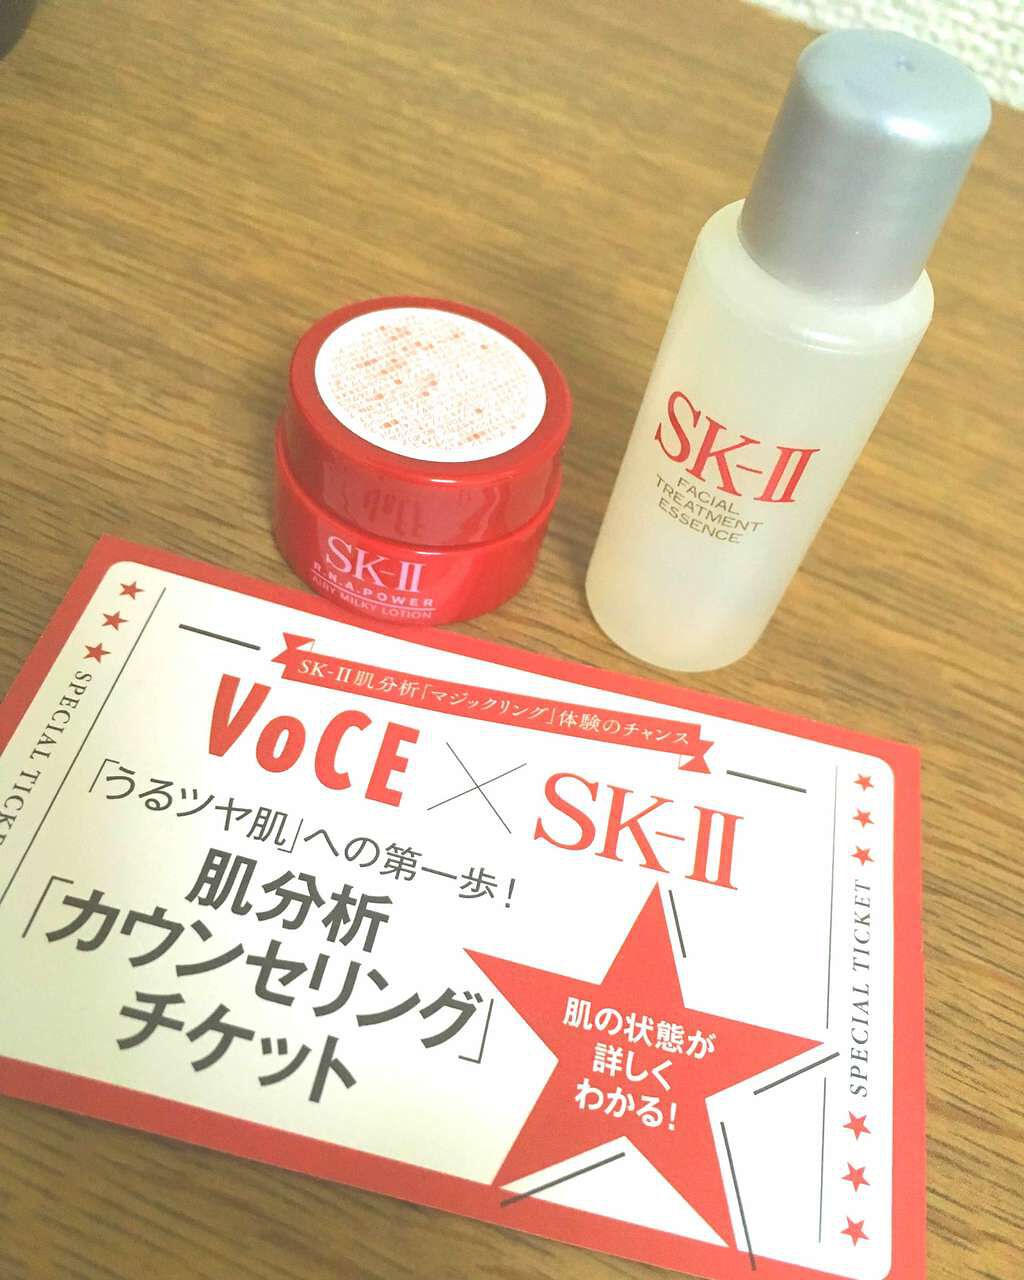 SK-II
FACIAL
TREATMENT
ESSENCE
SK-II
R.N.A.POWER
AIRY MILKY LOTION
SK-II肌分析「マジックリング」体験のチャンス
VoCE × SK-II
「うるツヤ肌」への第一歩！
肌分析
「カウンセリング」
チケット
肌の状態が
詳しく
わかる！
SPECIAL TICKE
SPECIAL TICKET